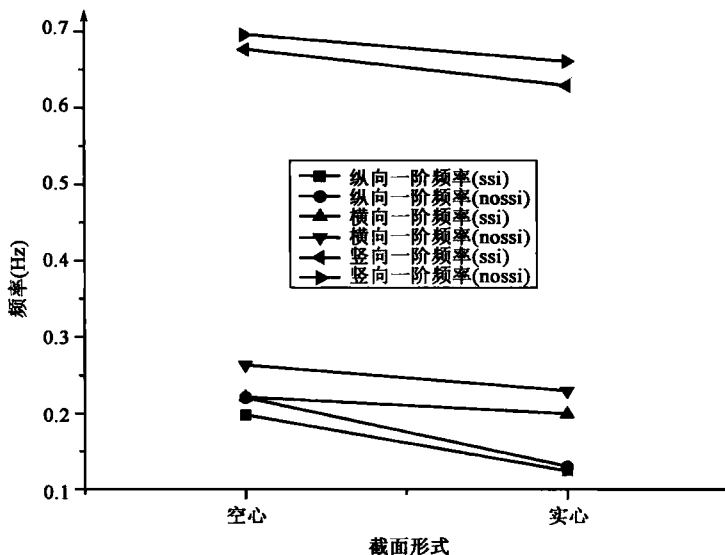 0.7
0.6
0.5
0.4
0.3
0.2
0.1
频率(Hz)
纵向一阶频率(ssi)
纵向一阶频率(nossi)
横向一阶频率(ssi)
横向一阶频率(nossi)
竖向一阶频率(ssi)
竖向一阶频率(nossi)
空心
实心
截面形式